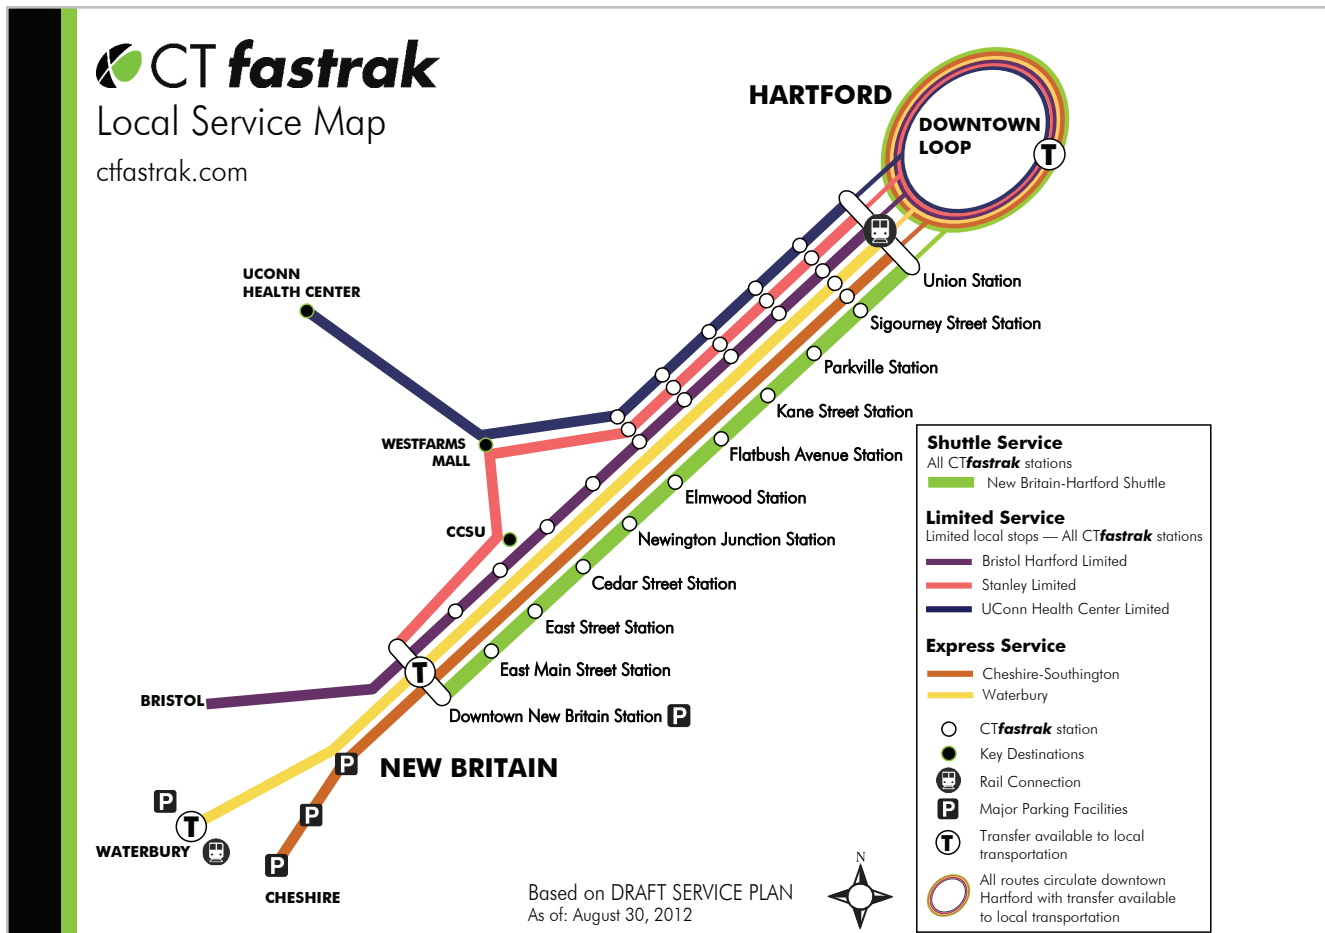 CT fastrak
Local Service Map
ctfastrak.com
HARTFORD
DOWNTOWN
LOOP
T
UCONN
HEALTH CENTER
Union Station
Sigourney Street Station
Parkville Station
Kane Street Station
WESTFARMS
MALL
Flatbush Avenue Station
Elmwood Station
CCSU
Newington Junction Station
Cedar Street Station
East Street Station
East Main Street Station
T
BRISTOL
Downtown New Britain Station P
P
NEW BRITAIN
P
T
WATERBURY
P
P
CHESHIRE
Based on DRAFT SERVICE PLAN
As of: August 30, 2012
N
Shuttle Service
All CTfastrak stations
New Britain-Hartford Shuttle
Limited Service
Limited local stops — All CTfastrak stations
Bristol Hartford Limited
Stanley Limited
UConn Health Center Limited
Express Service
Cheshire-Southington
Waterbury
CTfastrak station
Key Destinations
Rail Connection
P Major Parking Facilities
T Transfer available to local
transportation
All routes circulate downtown
Hartford with transfer available
to local transportation